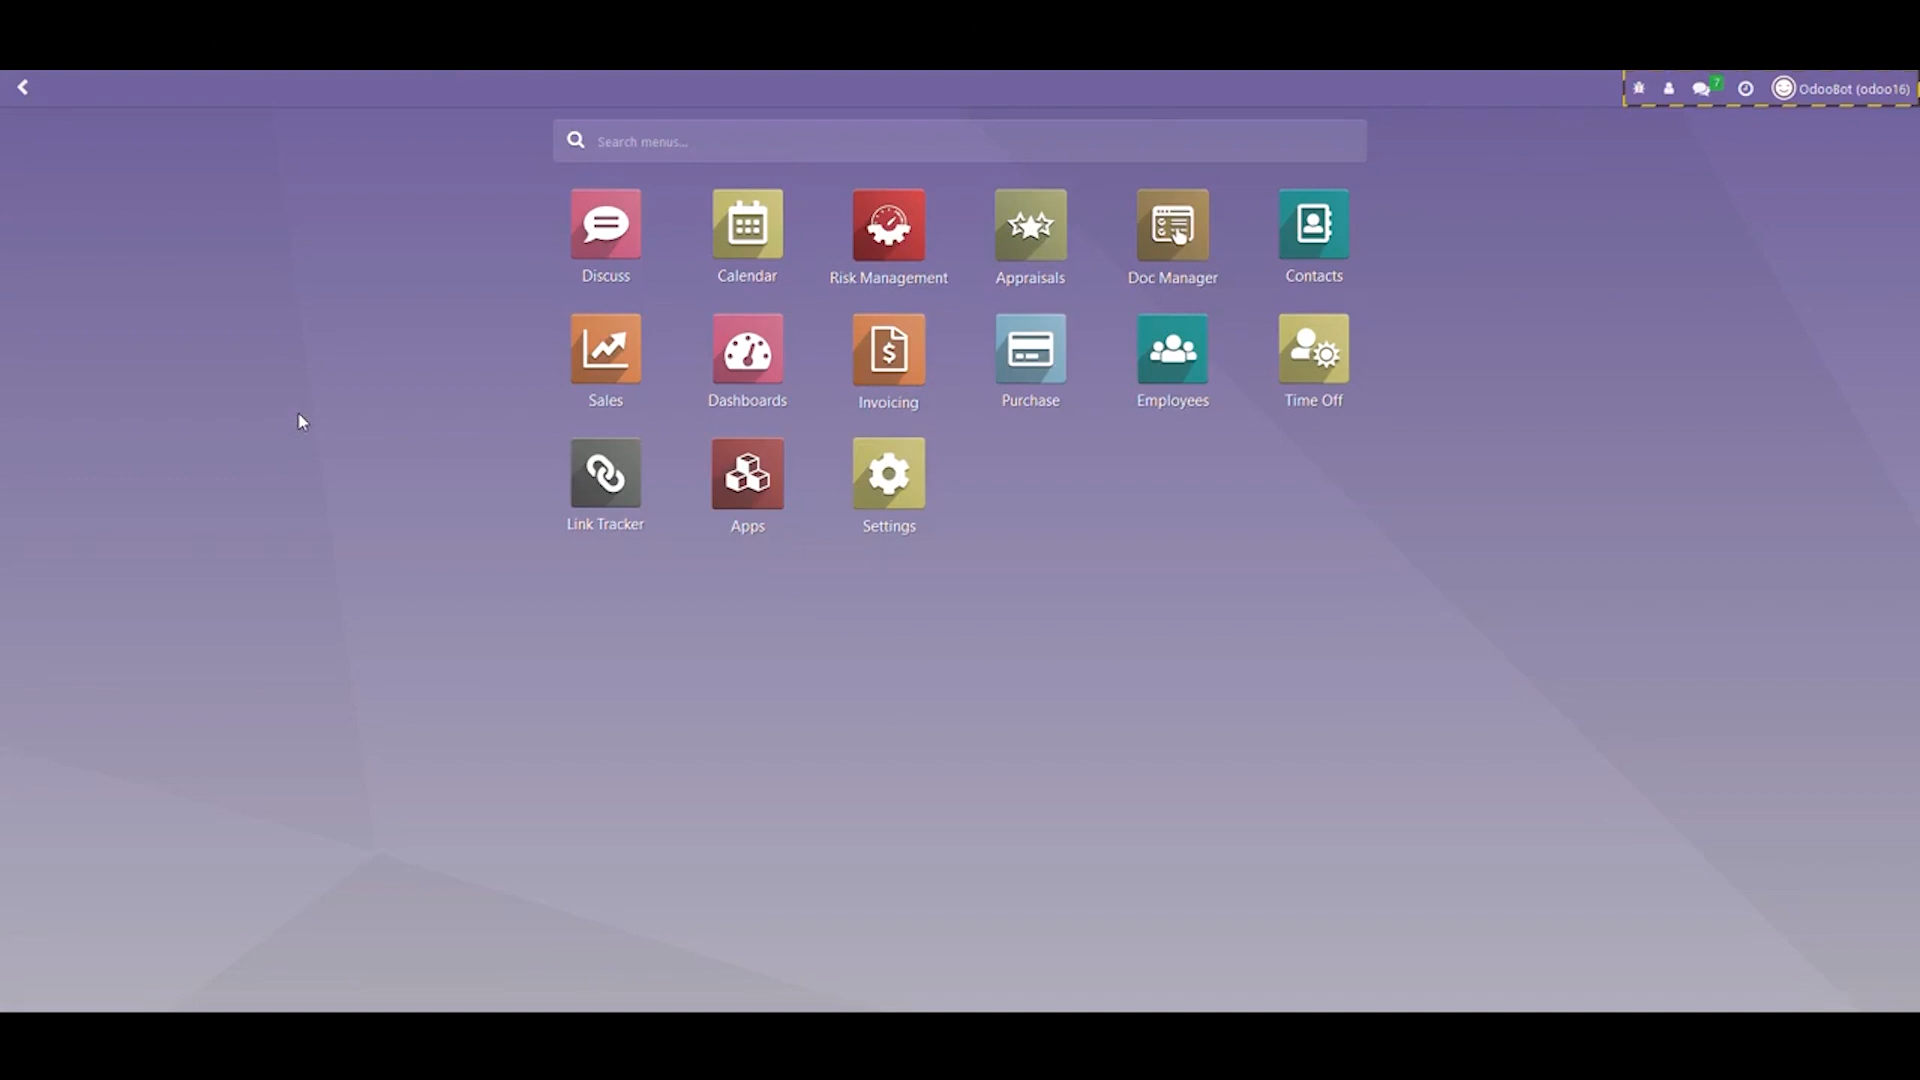 7 OdooBot (odoo16)
Search menus...
Discuss Calendar Risk Management Appraisals Doc Manager Contacts
Sales Dashboards Invoicing Purchase Employees Time Off
Link Tracker Apps Settings